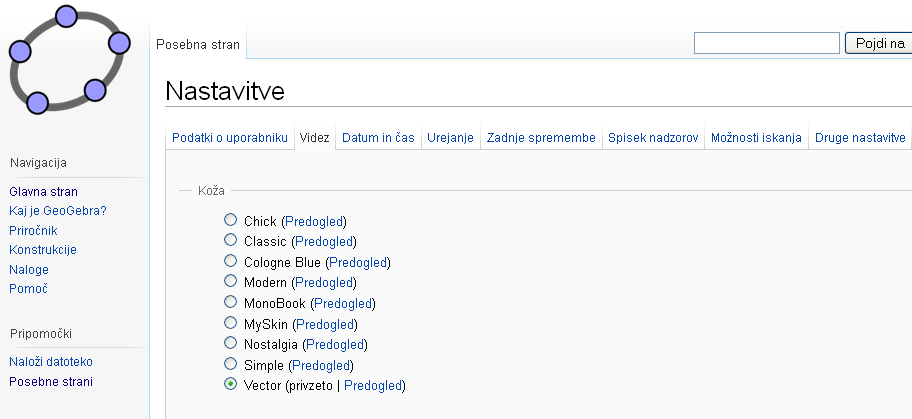 Posebna stran
Pojdi na
Nastavitve
Podatki o uporabniku
Videz
Datum in čas
Urejanje
Zadnje spremembe
Spisek nadzorov
Možnosti iskanja
Druge nastavitve
Navigacija
Glavna stran
Kaj je GeoGebra?
Priročnik
Konstrukcije
Naloge
Pomoč
Pripomočki
Naloži datoteko
Posebne strani
Koža
Chick (Predogled)
Classic (Predogled)
Cologne Blue (Predogled)
Modern (Predogled)
MonoBook (Predogled)
MySkin (Predogled)
Nostalgia (Predogled)
Simple (Predogled)
Vector (privzeto | Predogled)